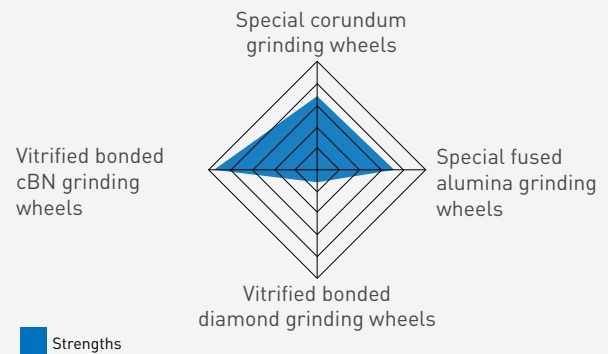 Special corundum
grinding wheels
Vitrified bonded
cBN grinding
wheels
Special fused
alumina grinding
wheels
Vitrified bonded
diamond grinding wheels
Strengths